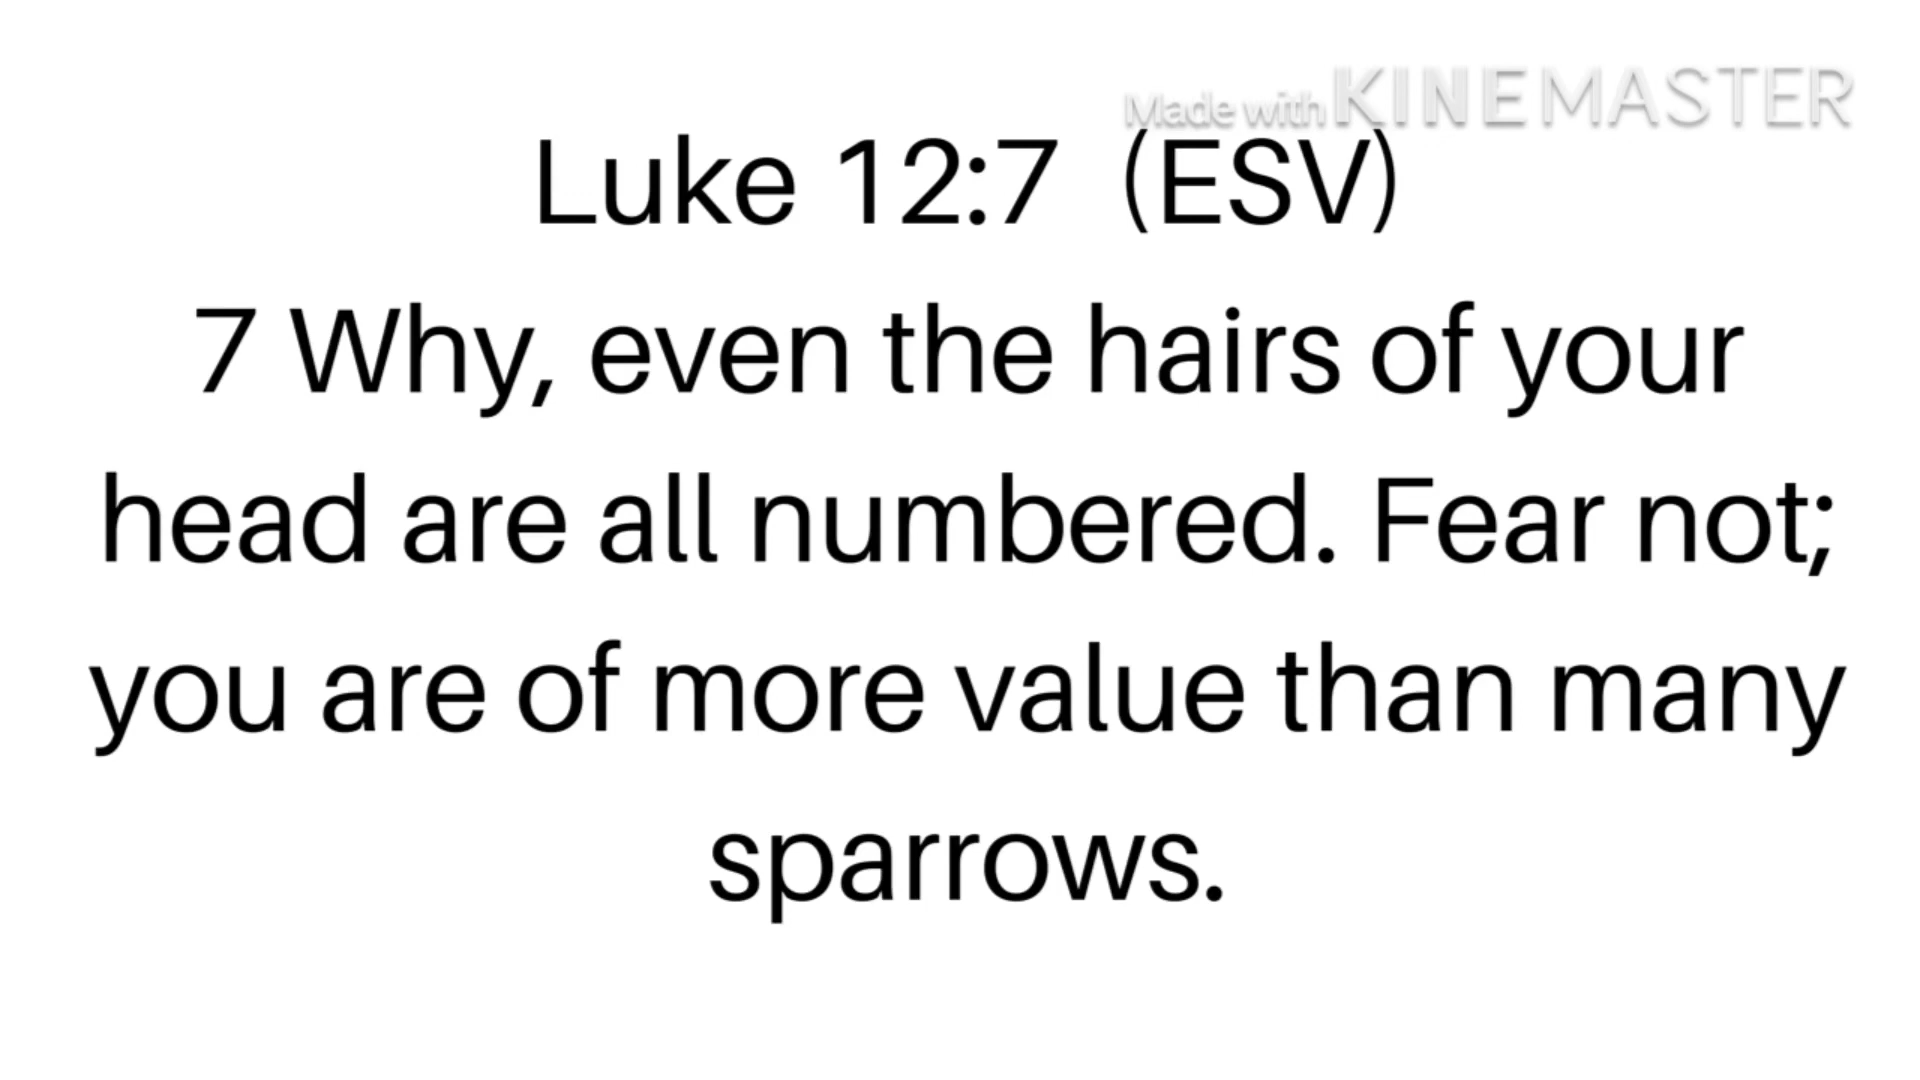 Made with KINEMASTER
Luke 12:7 (ESV)
7 Why, even the hairs of your
head are all numbered. Fear not;
you are of more value than many
sparrows.